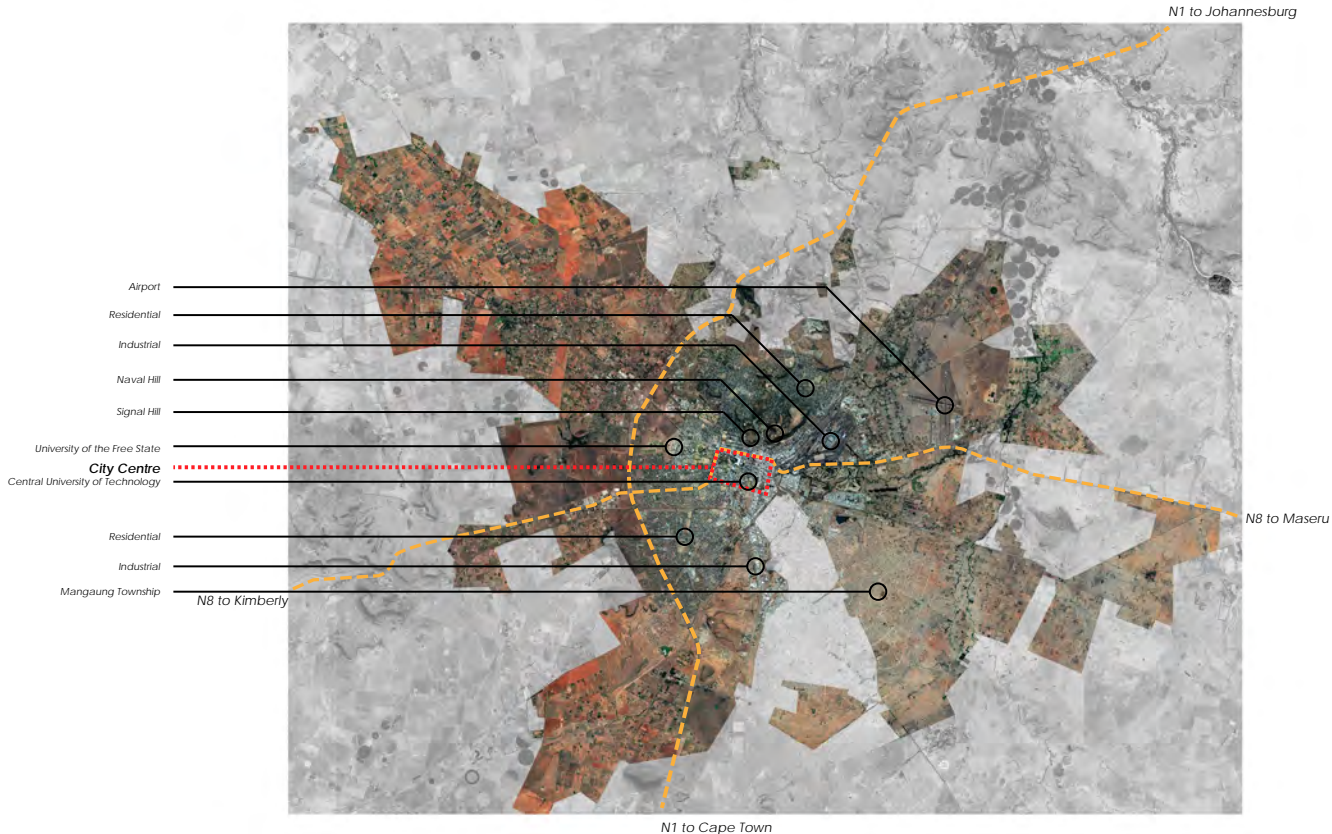 N1 to Johannesburg
Airport
Residential
Industrial
Naval Hill
Signal Hill
University of the Free State
City Centre
Central University of Technology
N8 to Maseru
Residential
Industrial
Mangaung Township
N8 to Kimberly
N1 to Cape Town